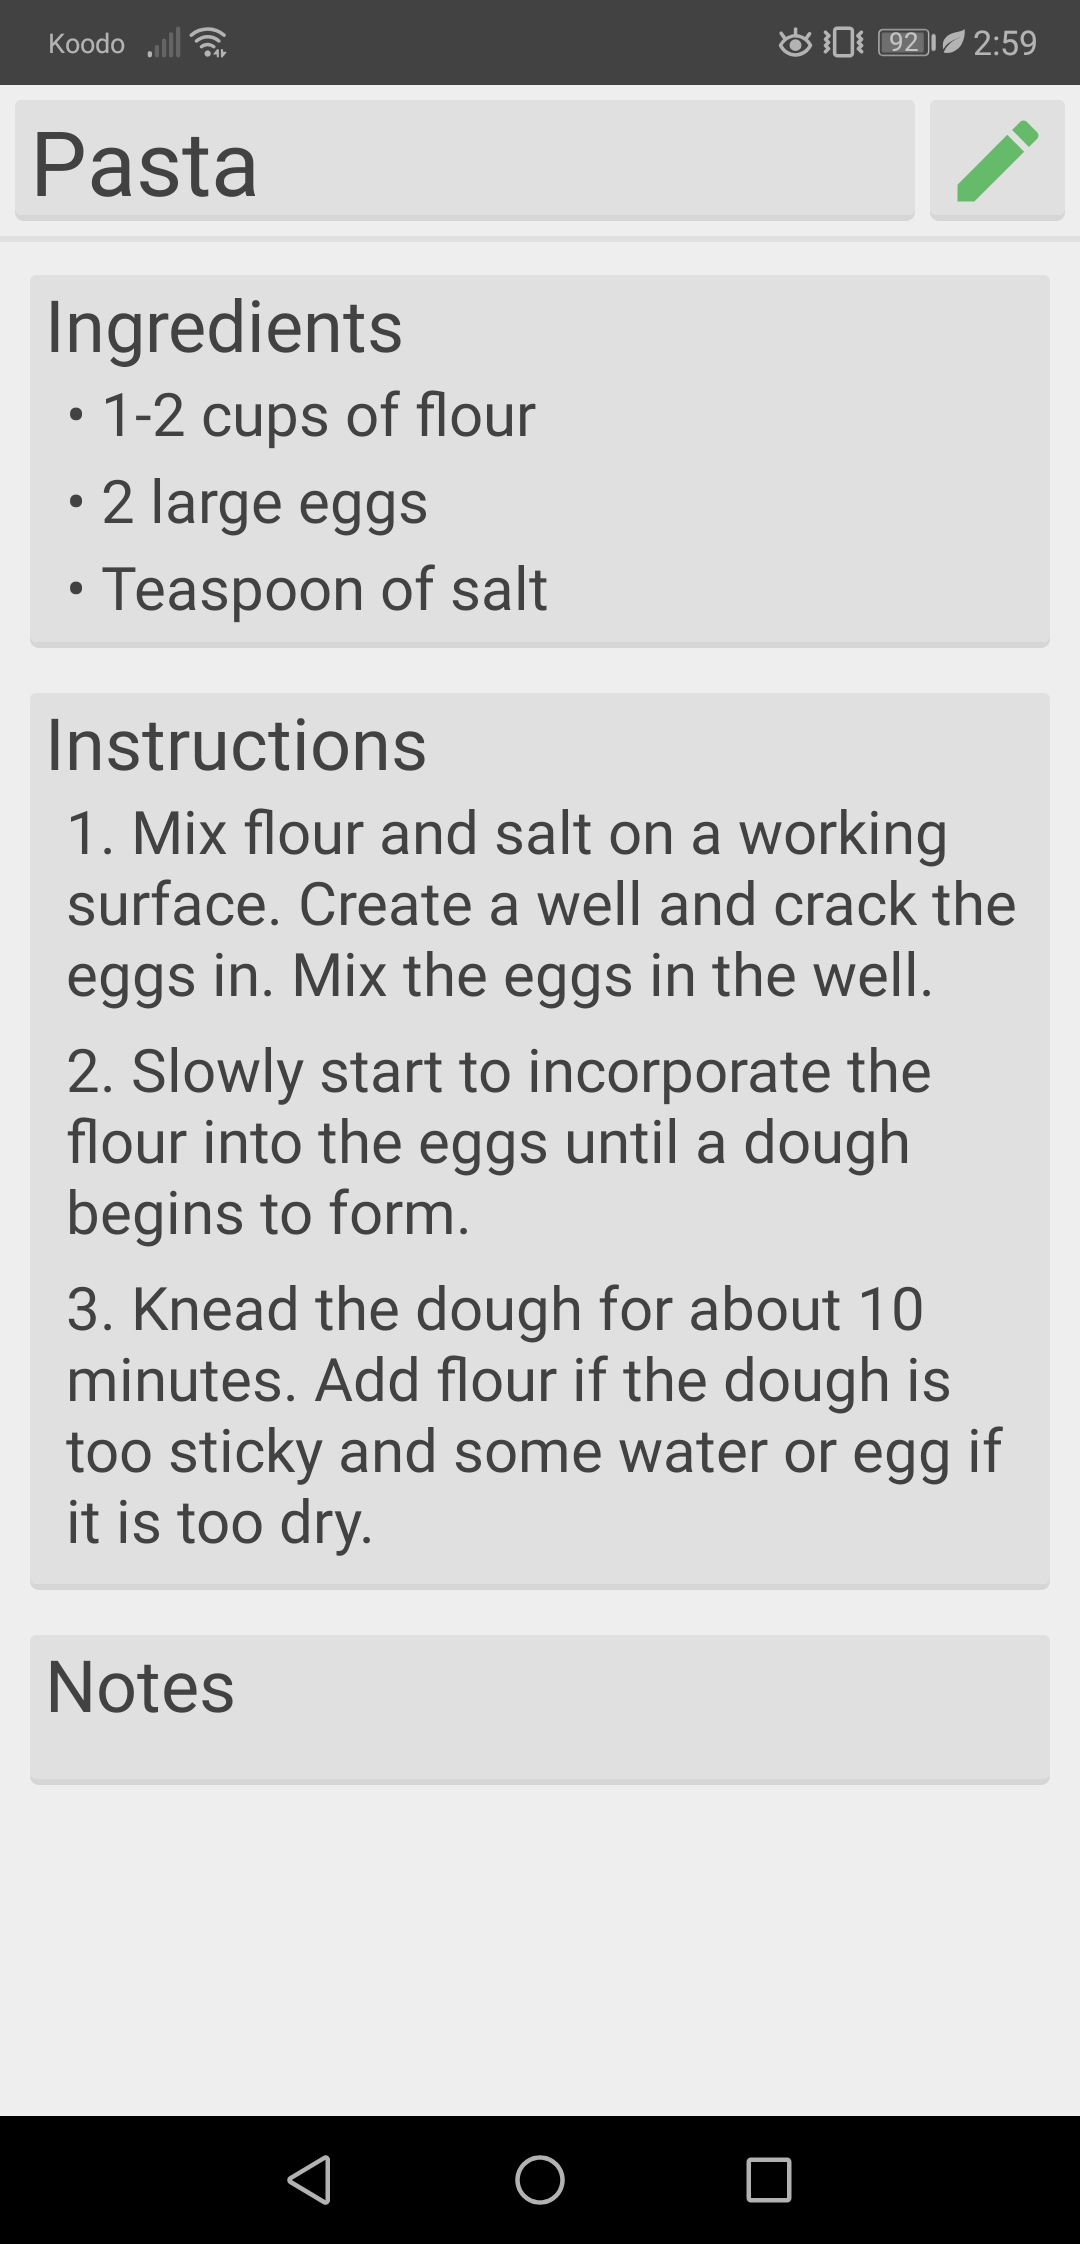 Koodo 92 2:59
Pasta
Ingredients
• 1-2 cups of flour
• 2 large eggs
• Teaspoon of salt
Instructions
1. Mix flour and salt on a working
surface. Create a well and crack the
eggs in. Mix the eggs in the well.
2. Slowly start to incorporate the
flour into the eggs until a dough
begins to form.
3. Knead the dough for about 10
minutes. Add flour if the dough is
too sticky and some water or egg if
it is too dry.
Notes